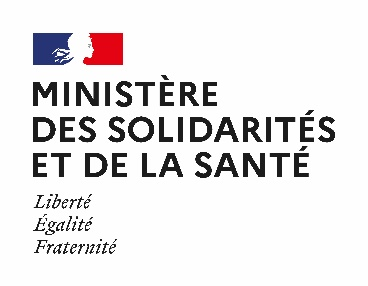 MINISTÈRE
DES SOLIDARITÉS
ET DE LA SANTÉ
Liberté
Égalité
Fraternité